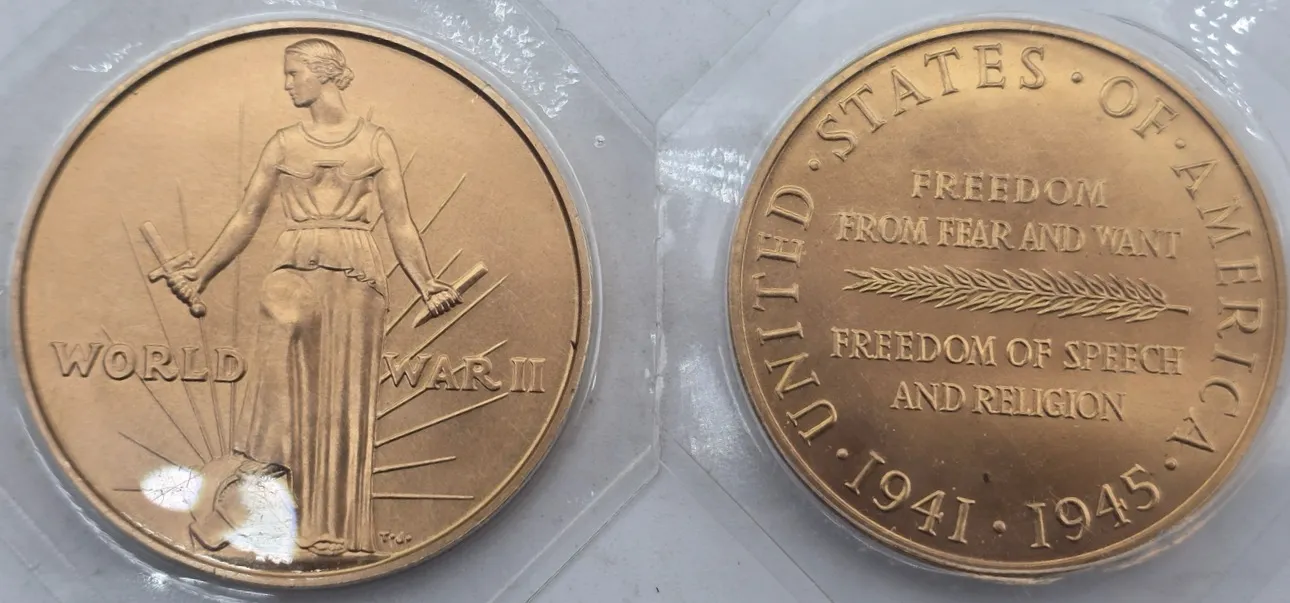 WORLD WAR II
· UNITED · STATES · OF · AMERICA ·
FREEDOM
FROM FEAR AND WANT
FREEDOM OF SPEECH
AND RELIGION
1941 · 1945